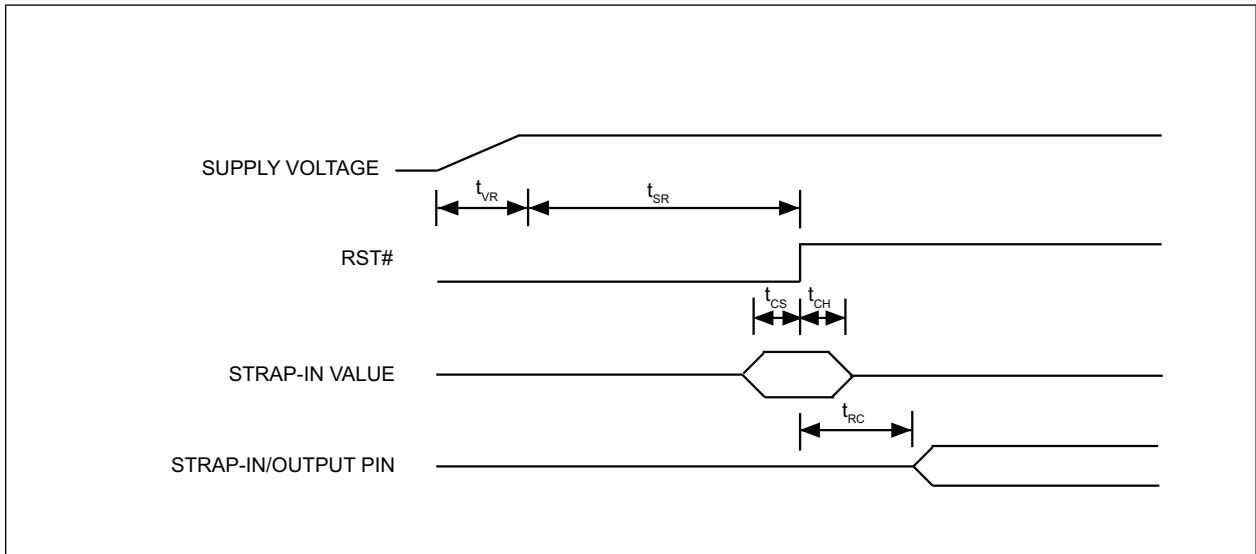 SUPPLY VOLTAGE
tVR
tSR
RST#
tCS
tCH
STRAP-IN VALUE
tRC
STRAP-IN/OUTPUT PIN